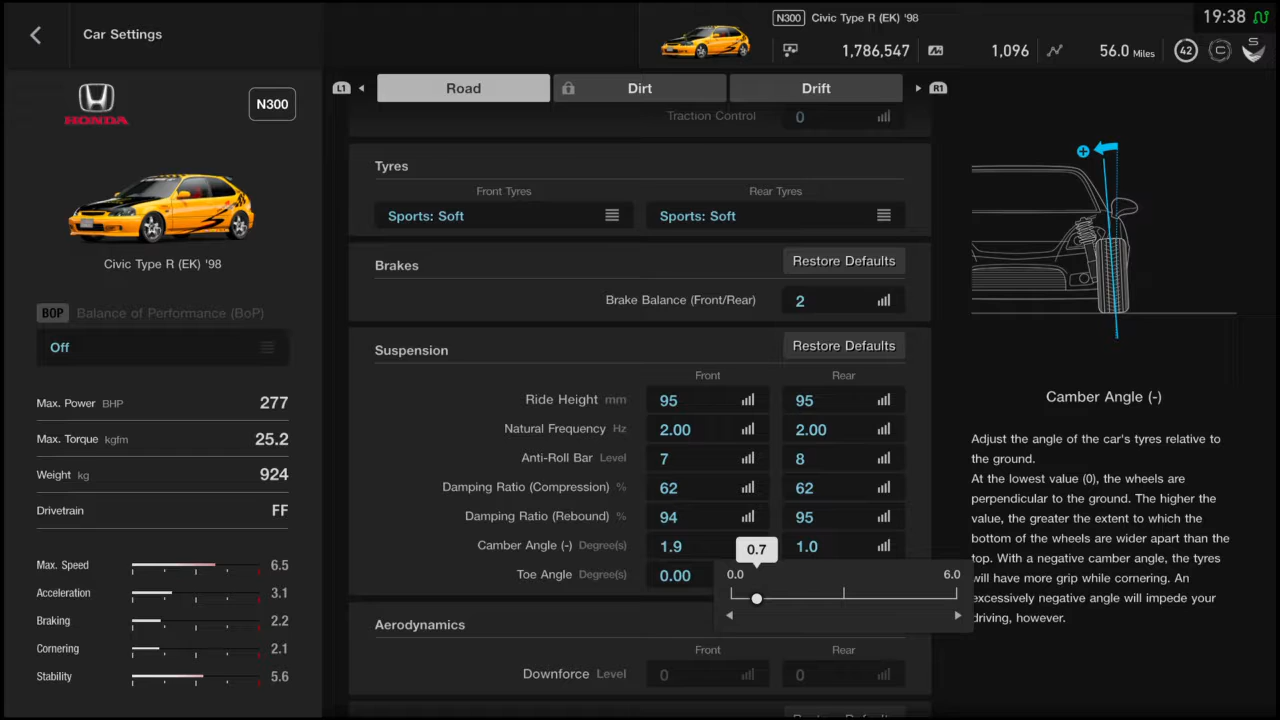 Car Settings
N300 Civic Type R (EK) '98
1,786,547
1,096
56.0 Miles
42
C
S
19:38
HONDA
N300
Civic Type R (EK) '98
BOP Balance of Performance (BoP)
Off
Max. Power BHP 277
Max. Torque kgfm 25.2
Weight kg 924
Drivetrain FF
Max. Speed 6.5
Acceleration 3.1
Braking 2.2
Cornering 2.1
Stability 5.6
L1 Road Dirt Drift R1
Traction Control 0
Tyres
Front Tyres Rear Tyres
Sports: Soft Sports: Soft
Brakes Restore Defaults
Brake Balance (Front/Rear) 2
Suspension Restore Defaults
Front Rear
Ride Height mm 95 95
Natural Frequency Hz 2.00 2.00
Anti-Roll Bar Level 7 8
Damping Ratio (Compression) % 62 62
Damping Ratio (Rebound) % 94 95
Camber Angle (-) Degree(s) 1.9 1.0
0.7
Toe Angle Degree(s) 0.00
0.0 6.0
Aerodynamics
Front Rear
Downforce Level 0 0
Restore Defaults
Camber Angle (-)
Adjust the angle of the car's tyres relative to
the ground.
At the lowest value (0), the wheels are
perpendicular to the ground. The higher the
value, the greater the extent to which the
bottom of the wheels are wider apart than the
top. With a negative camber angle, the tyres
will have more grip while cornering. An
excessively negative angle will impede your
driving, however.